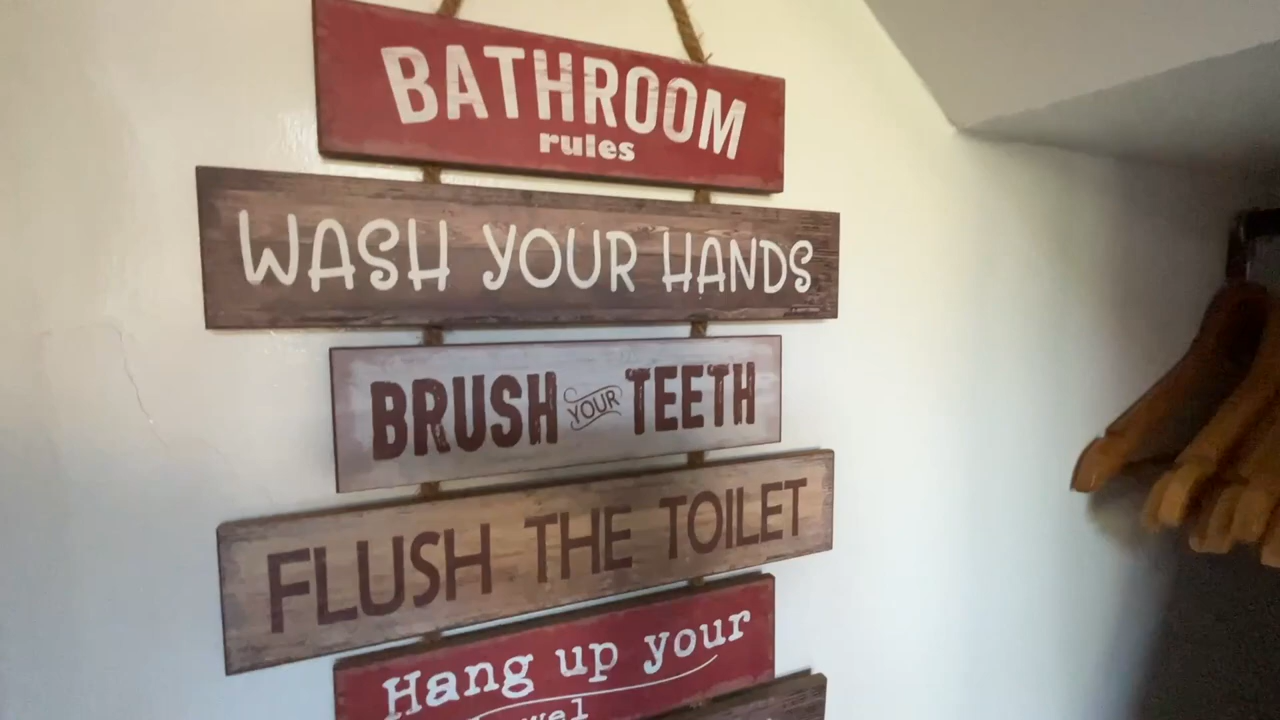 BATHROOM
rules
WASH YOUR HANDS
BRUSH YOUR TEETH
FLUSH THE TOILET
Hang up your